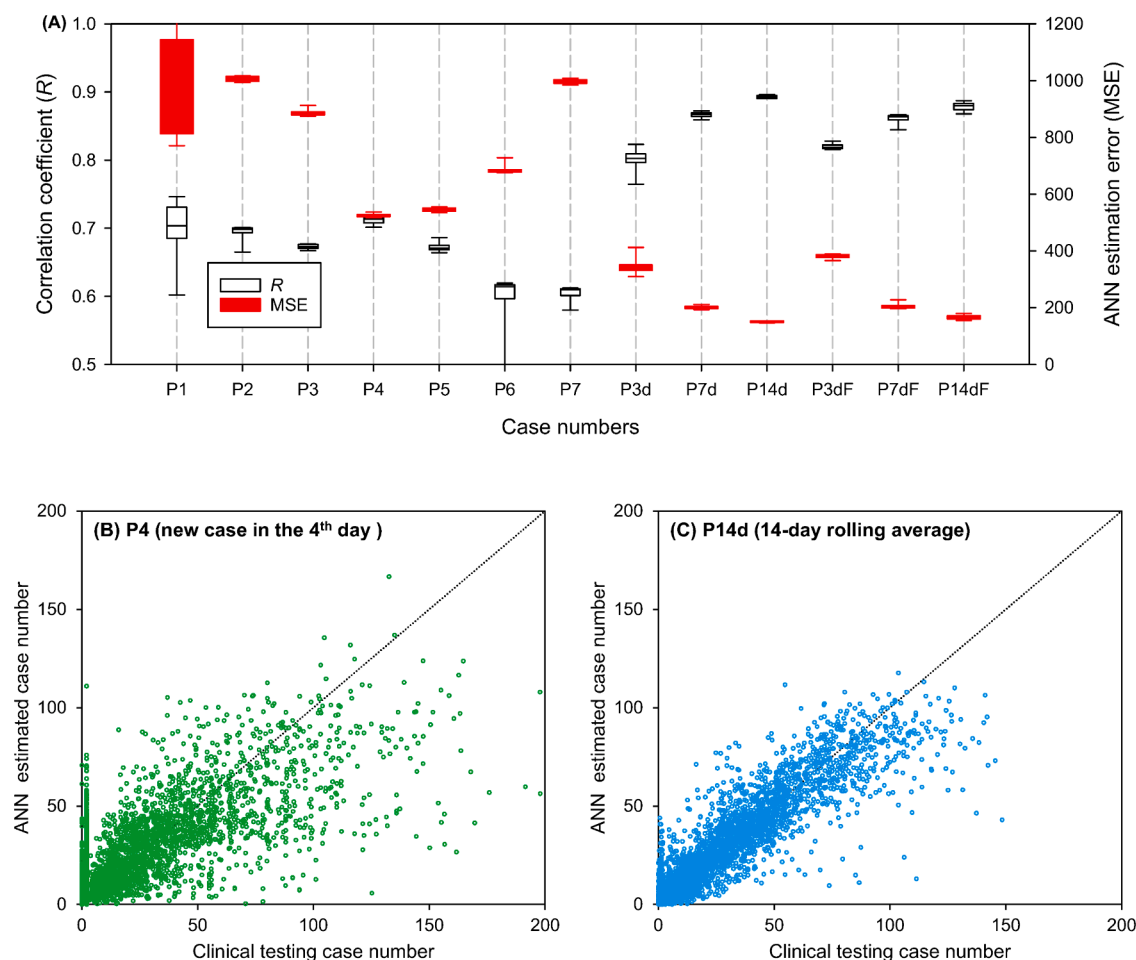 (A)
1.0
0.9
0.8
0.7
0.6
0.5
Correlation coefficient (R)
1200
1000
800
600
400
200
0
ANN estimation error (MSE)
R
MSE
P1 P2 P3 P4 P5 P6 P7 P3d P7d P14d P3dF P7dF P14dF
Case numbers
(B) P4 (new case in the 4th day )
200
150
100
50
0
ANN estimated case number
0 50 100 150 200
Clinical testing case number
(C) P14d (14-day rolling average)
200
150
100
50
0
ANN estimated case number
0 50 100 150 200
Clinical testing case number